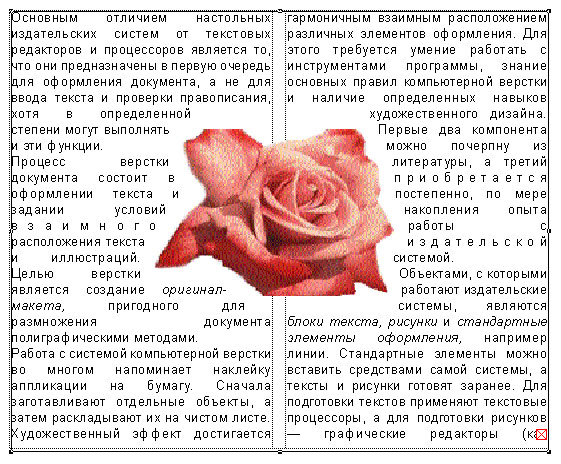 Основным отличием настольных
издательских систем от текстовых
редакторов и процессоров является то,
что они предназначены в первую очередь
для оформления документа, а не для
ввода текста и проверки правописания,
хотя в определенной
степени могут выполнять
и эти функции.
Процесс верстки
документа состоит в
оформлении текста и
задании условий
взаимного
расположения текста
и иллюстраций.
Целью верстки
является создание оригинал-
макета, пригодного для
размножения документа
полиграфическими методами.
Работа с системой компьютерной верстки
во многом напоминает наклейку
аппликации на бумагу. Сначала
заготавливают отдельные объекты, а
затем раскладывают их на чистом листе.
Художественный эффект достигается
гармоничным взаимным расположением
различных элементов оформления. Для
этого требуется умение работать с
инструментами программы, знание
основных правил компьютерной верстки
и наличие определенных навыков
художественного дизайна.
Первые два компонента
можно почерпну из
литературы, а третий
приобретается
постепенно, по мере
накопления опыта
работы с
издательской
системой.
Объектами, с которыми
работают издательские
системы, являются
блоки текста, рисунки и стандартные
элементы оформления, например
линии. Стандартные элементы можно
вставить средствами самой системы, а
тексты и рисунки готовят заранее. Для
подготовки текстов применяют текстовые
процессоры, а для подготовки рисунков
— графические редакторы